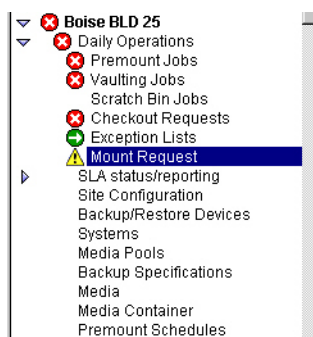 Boise BLD 25
Daily Operations
Premount Jobs
Vaulting Jobs
Scratch Bin Jobs
Checkout Requests
Exception Lists
Mount Request
SLA status/reporting
Site Configuration
Backup/Restore Devices
Systems
Media Pools
Backup Specifications
Media
Media Container
Premount Schedules